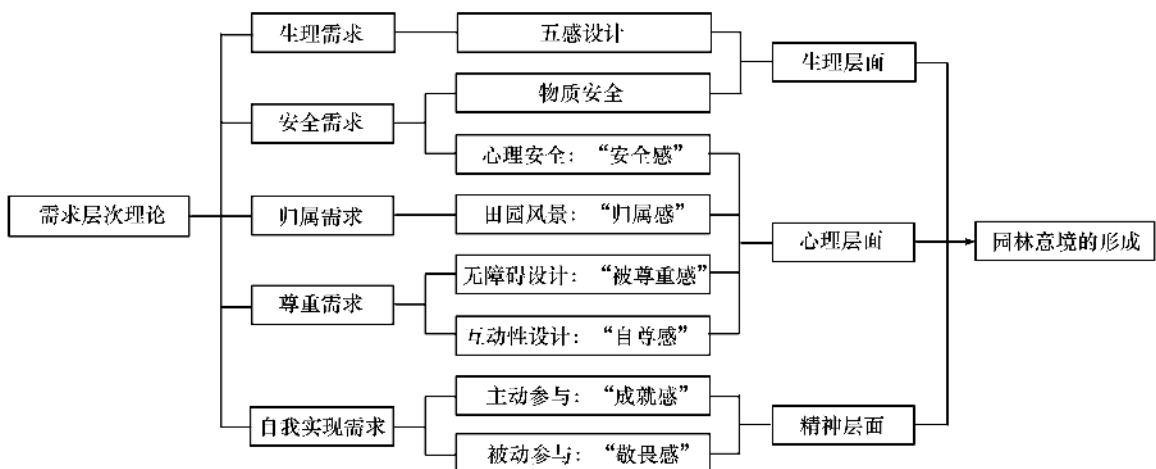 需求层次理论
生理需求
安全需求
归属需求
尊重需求
自我实现需求
五感设计
物质安全
心理安全：“安全感”
田园风景：“归属感”
无障碍设计：“被尊重感”
互动性设计：“自尊感”
主动参与：“成就感”
被动参与：“敬畏感”
生理层面
心理层面
精神层面
园林意境的形成